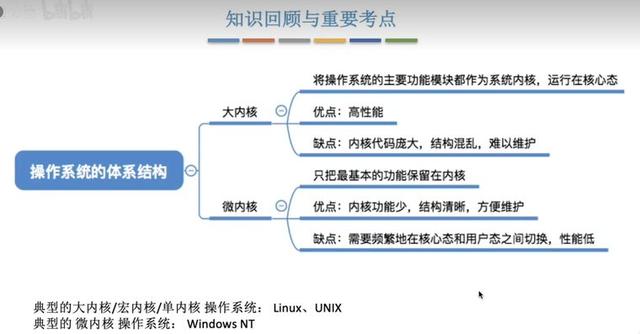 知识回顾与重要考点
将操作系统的主要功能模块都作为系统内核，运行在核心态
大内核
优点：高性能
缺点：内核代码庞大，结构混乱，难以维护
操作系统的体系结构
只把最基本的功能保留在内核
微内核
优点：内核功能少，结构清晰，方便维护
缺点：需要频繁地在核心态和用户态之间切换，性能低
典型的大内核/宏内核/单内核 操作系统： Linux、UNIX
典型的 微内核 操作系统： Windows NT